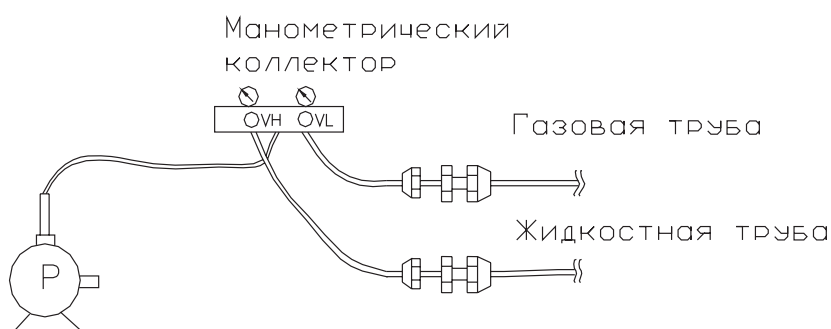 Манометрический
коллектор
VH
VL
Газовая труба
Жидкостная труба
P